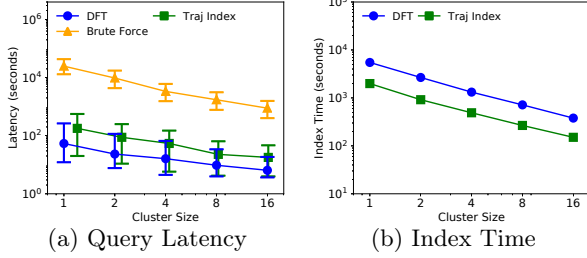 DFT
Traj Index
Brute Force
Latency (seconds)
10^6
10^4
10^2
10^0
1 2 4 8 16
Cluster Size
(a) Query Latency
DFT
Traj Index
Index Time (seconds)
10^5
10^4
10^3
10^2
10^1
1 2 4 8 16
Cluster Size
(b) Index Time